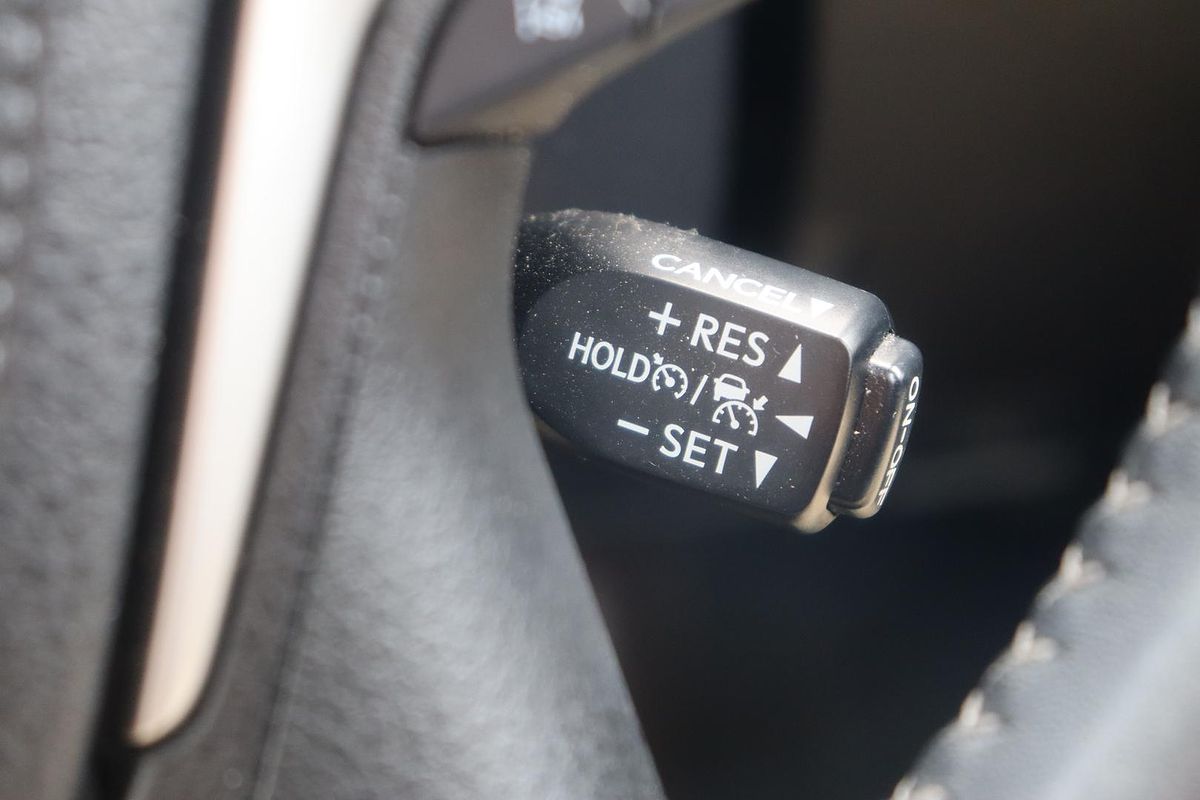 CANCEL▼
+ RES ▲
HOLD / ◀
− SET ▼
ON-OFF